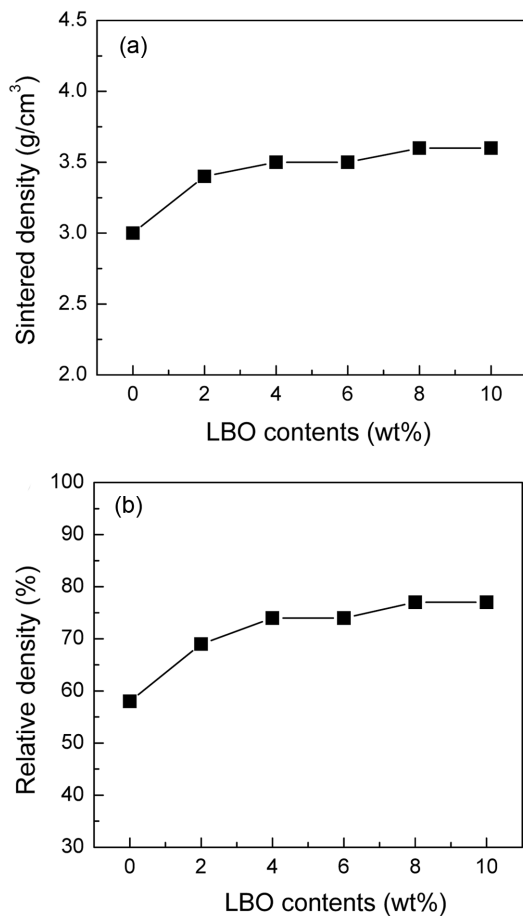 (a)
Sintered density (g/cm³)
4.5
4.0
3.5
3.0
2.5
2.0
0 2 4 6 8 10
LBO contents (wt%)
(b)
Relative density (%)
100
90
80
70
60
50
40
30
0 2 4 6 8 10
LBO contents (wt%)